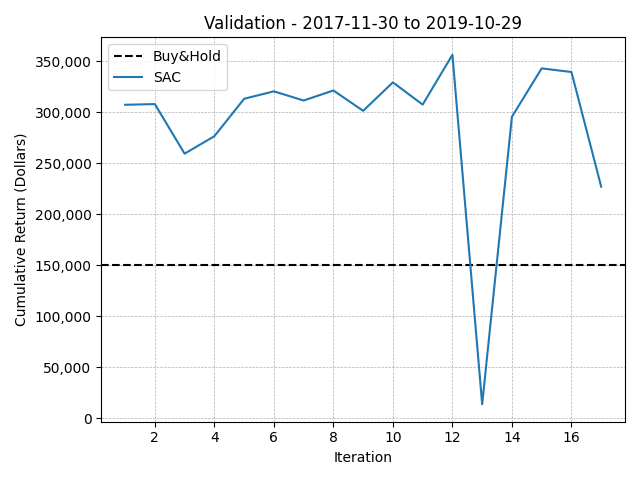 Validation - 2017-11-30 to 2019-10-29
Buy&Hold
SAC
Cumulative Return (Dollars)
350,000
300,000
250,000
200,000
150,000
100,000
50,000
0
2 4 6 8 10 12 14 16
Iteration